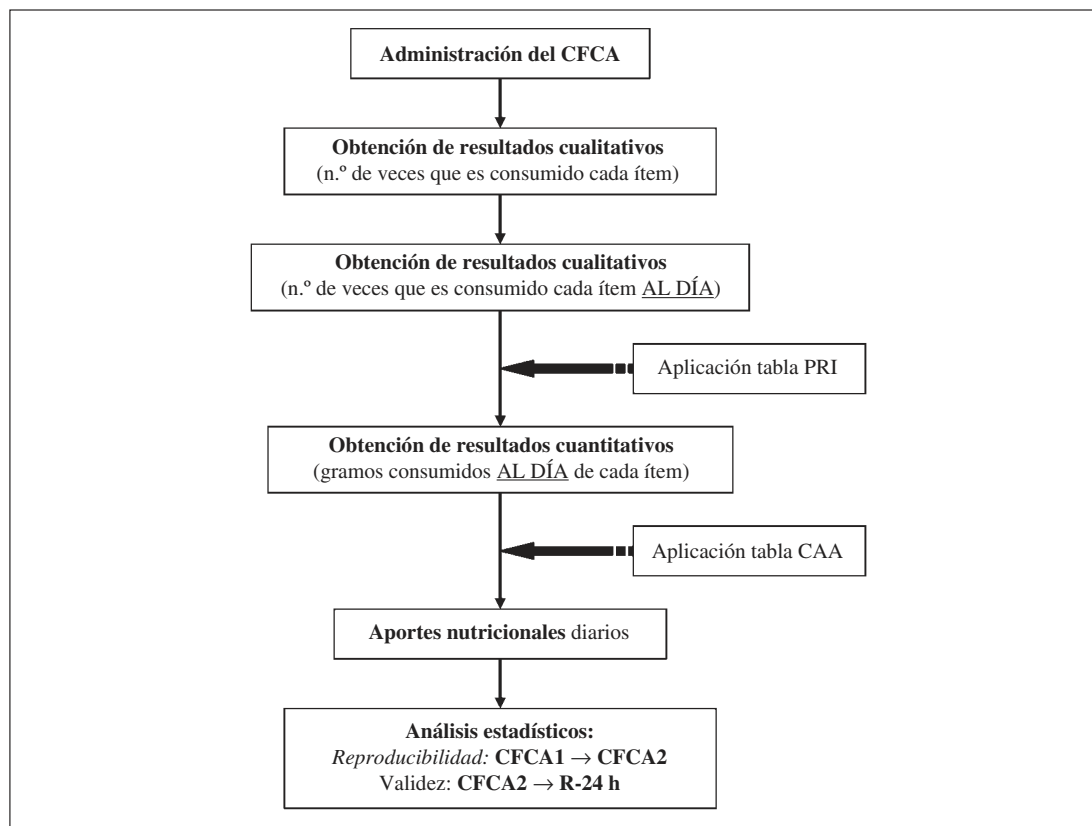 Administración del CFCA
Obtención de resultados cualitativos
(n.º de veces que es consumido cada ítem)
Obtención de resultados cualitativos
(n.º de veces que es consumido cada ítem AL DÍA)
Aplicación tabla PRI
Obtención de resultados cuantitativos
(gramos consumidos AL DÍA de cada ítem)
Aplicación tabla CAA
Aportes nutricionales diarios
Análisis estadísticos:
Reproducibilidad: CFCA1 → CFCA2
Validez: CFCA2 → R-24 h